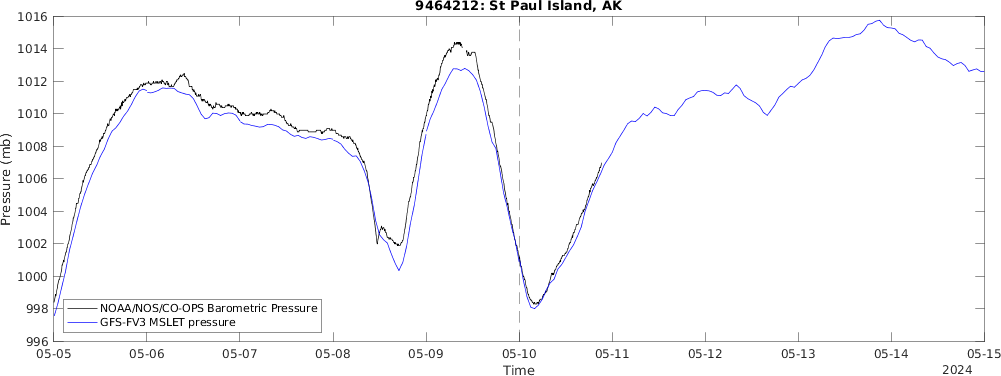 9464212: St Paul Island, AK
1016
1014
1012
1010
1008
1006
1004
1002
1000
998
996
Pressure (mb)
NOAA/NOS/CO-OPS Barometric Pressure
GFS-FV3 MSLET pressure
05-05 05-06 05-07 05-08 05-09 05-10 05-11 05-12 05-13 05-14 05-15
Time
2024